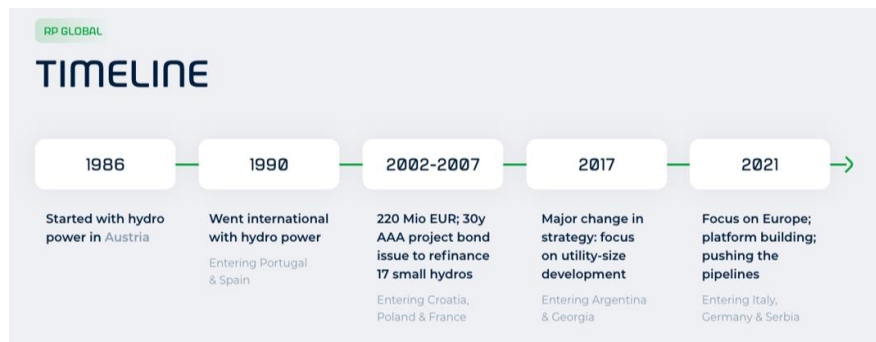 RP GLOBAL
TIMELINE
1986
1990
2002-2007
2017
2021
Started with hydro
power in Austria
Went international
with hydro power
Entering Portugal
& Spain
220 Mio EUR; 30y
AAA project bond
issue to refinance
17 small hydros
Entering Croatia,
Poland & France
Major change in
strategy: focus
on utility-size
development
Entering Argentina
& Georgia
Focus on Europe;
platform building;
pushing the
pipelines
Entering Italy,
Germany & Serbia